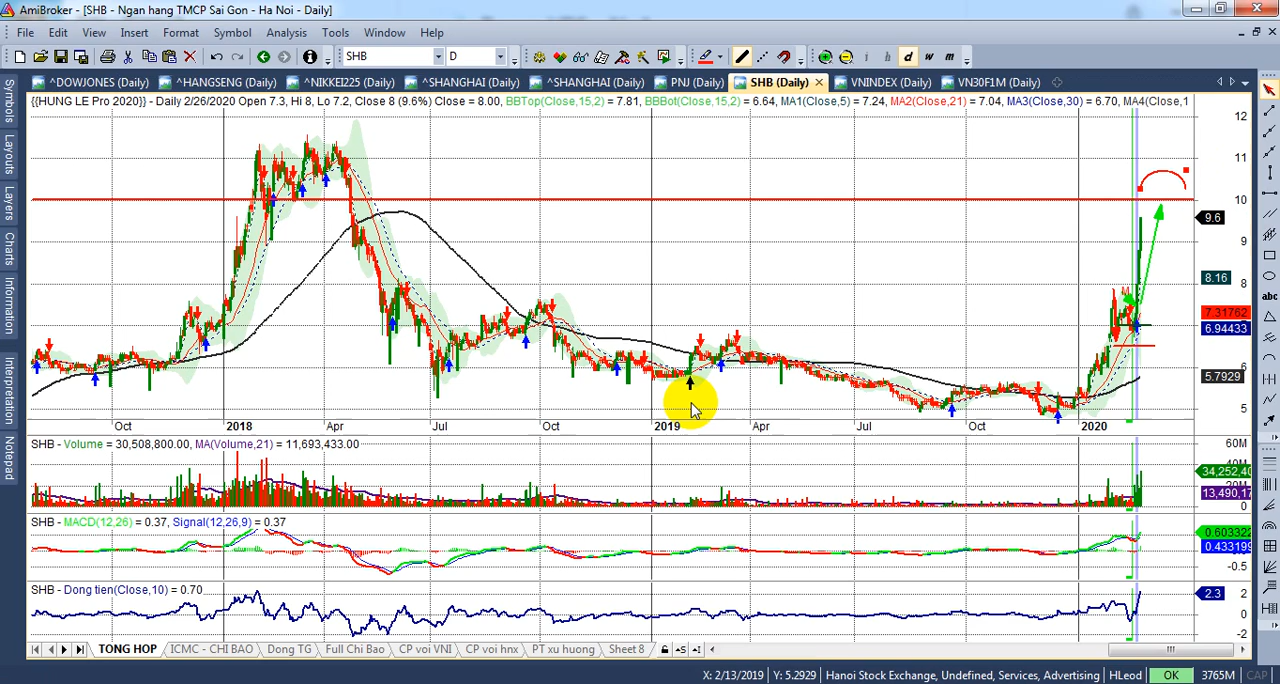 AmiBroker - [SHB - Ngan hang TMCP Sai Gon - Ha Noi - Daily]
File Edit View Insert Format Tools Symbol Analysis Window Help
SHB D i h d w m
^DOWJONES (Daily) ^HANGSENG (Daily) ^NIKKEI225 (Daily) ^SHANGHAI (Daily) ^SHANGHAI (Daily) PNJ (Daily) SHB (Daily) VNINDEX (Daily) VN30F1M (Daily)
{{HUNG LE Pro 2020}} - Daily 2/26/2020 Open 7.3, Hi 8, Lo 7.2, Close 8 (9.6%) Close = 8.00, BBTop(Close,15,2) = 7.81, BBBot(Close,15,2) = 6.64, MA1(Close,5) = 7.24, MA2(Close,21) = 7.04, MA3(Close,30) = 6.70, MA4(Close,1
Symbols
Layouts
Layers
Charts
Information
Interpretation
Notepad
12
11
10
9.6
9
8.16
8
7.31762
6.94433
6
5.7929
5
abc
Oct 2018 Apr Jul Oct 2019 Apr Jul Oct 2020
SHB - Volume = 30,508,800.00, MA(Volume,21) = 11,693,433.00
60M
34,252,40
13,490,17
0
SHB - MACD(12,26) = 0.37, Signal(12,26,9) = 0.37
0.603322
0.433199
-0.5
SHB - Dong tien(Close,10) = 0.70
2.3
0
-2
TONG HOP ICMC - CHI BAO Dong TG Full Chi Bao CP voi VNI CP voi hnx PT xu huong Sheet 8
X: 2/13/2019 Y: 5.2929 Hanoi Stock Exchange, Undefined, Services, Advertising HLeod OK 3765M CAP